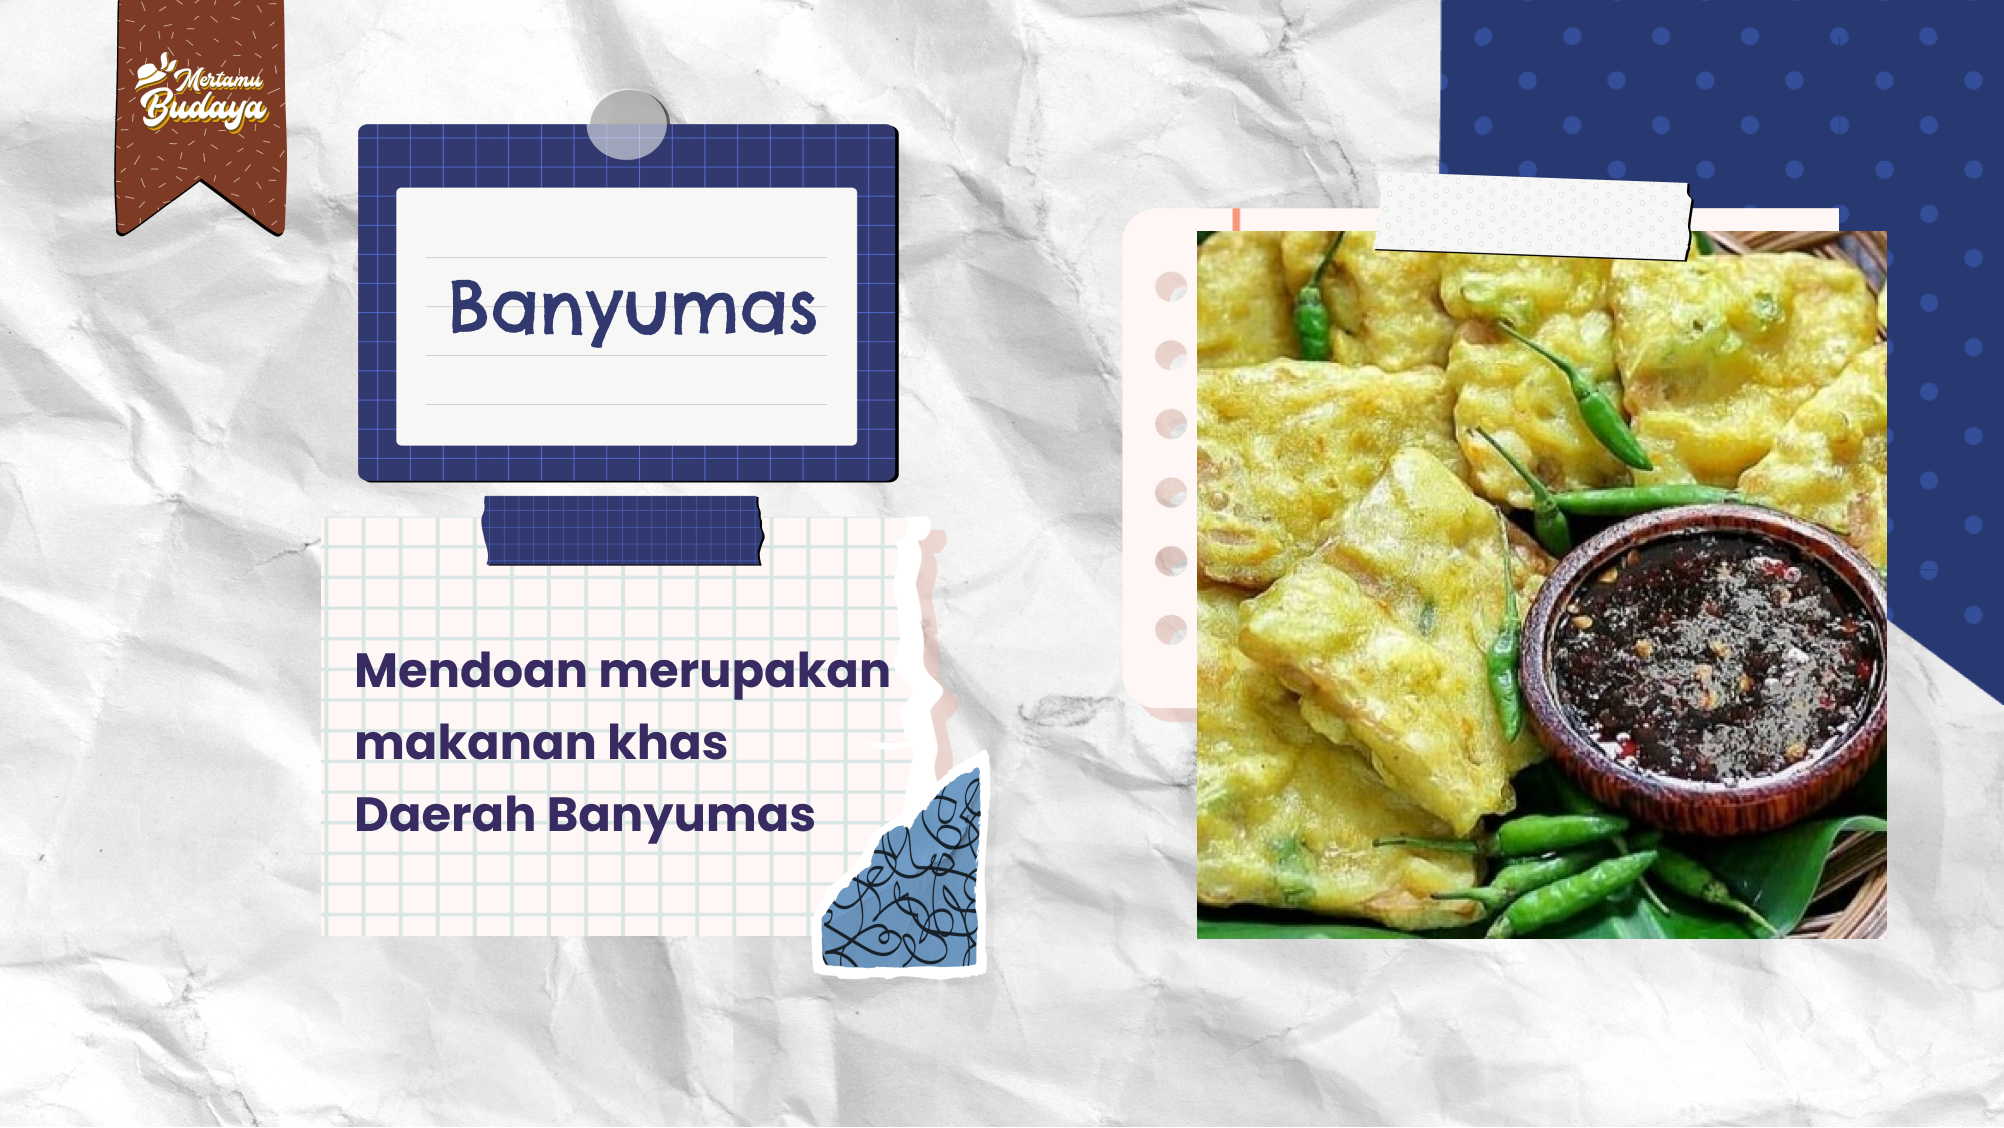 Mertamu
Budaya
Banyumas
Mendoan merupakan
makanan khas
Daerah Banyumas